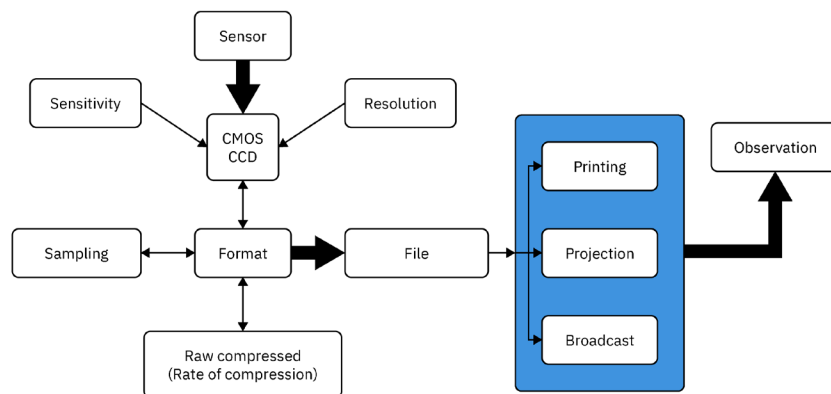 Sensor
Sensitivity
Resolution
CMOS
CCD
Printing
Observation
Sampling
Format
File
Projection
Raw compressed
(Rate of compression)
Broadcast